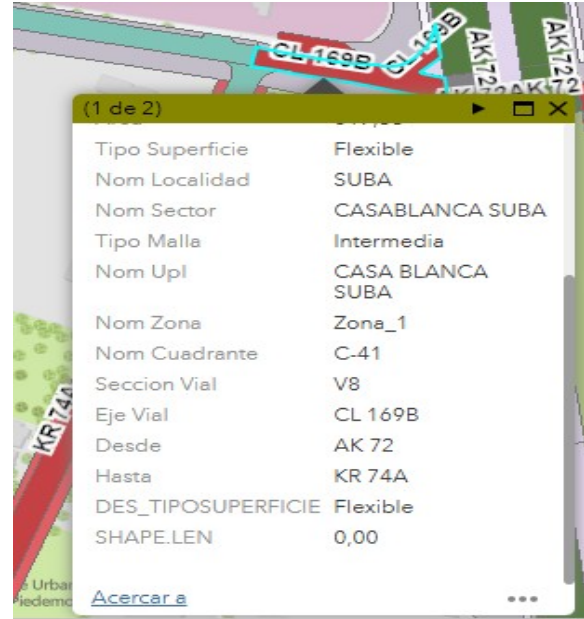 CL 169B
CL 169B
AK 72
AK 72
(1 de 2)
Tipo Superficie Flexible
Nom Localidad SUBA
Nom Sector CASABLANCA SUBA
Tipo Malla Intermedia
Nom Upl CASA BLANCA
SUBA
Nom Zona Zona_1
Nom Cuadrante C-41
Seccion Vial V8
Eje Vial CL 169B
Desde AK 72
Hasta KR 74A
DES_TIPOSUPERFICIE Flexible
SHAPE.LEN 0,00
KR 74A
Acercar a